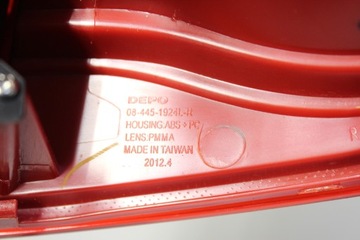 DEPO
08-445-1924L-R
HOUSING:ABS+PC
LENS:PMMA
MADE IN TAIWAN
2012.4